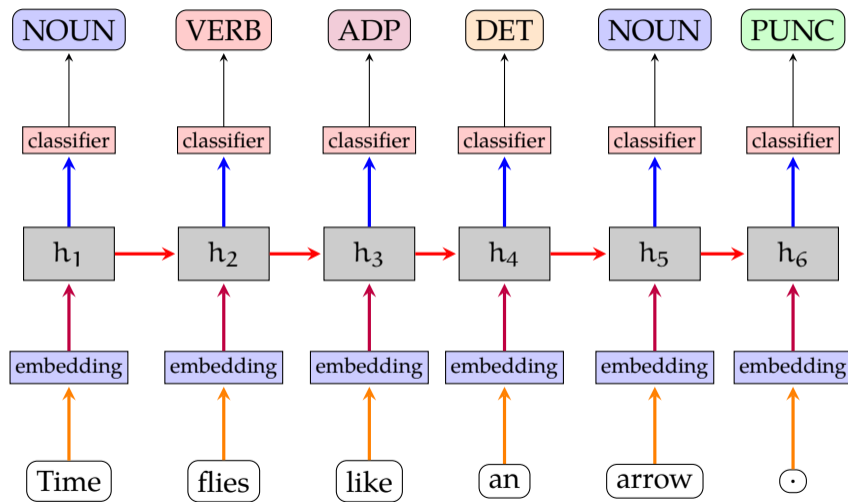 NOUN VERB ADP DET NOUN PUNC
classifier classifier classifier classifier classifier classifier
h₁ h₂ h₃ h₄ h₅ h₆
embedding embedding embedding embedding embedding embedding
Time flies like an arrow .